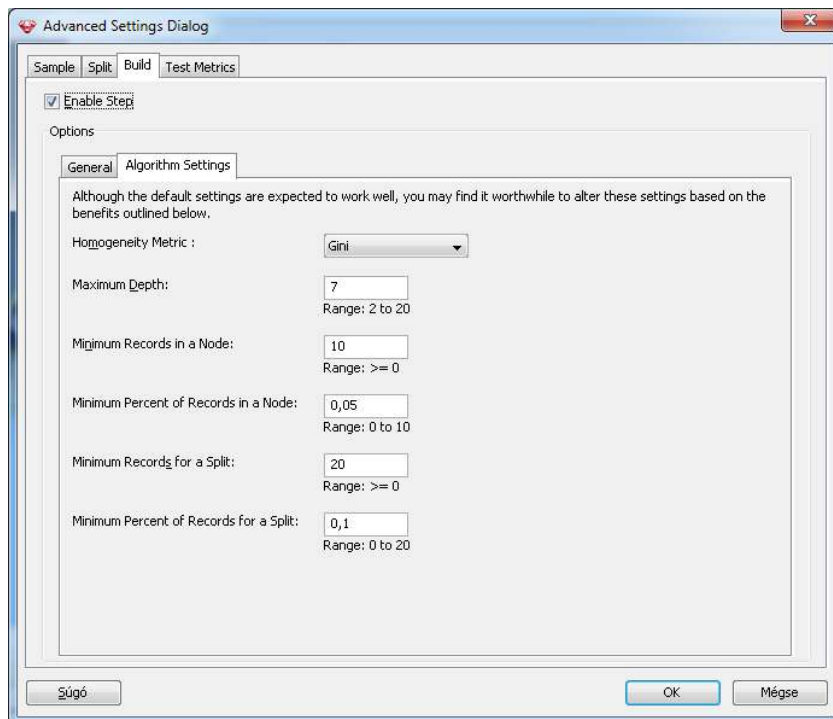 Advanced Settings Dialog
Sample Split Build Test Metrics
Enable Step
Options
General Algorithm Settings
Although the default settings are expected to work well, you may find it worthwhile to alter these settings based on the
benefits outlined below.
Homogeneity Metric : Gini
Maximum Depth: 7
Range: 2 to 20
Minimum Records in a Node: 10
Range: >= 0
Minimum Percent of Records in a Node: 0,05
Range: 0 to 10
Minimum Records for a Split: 20
Range: >= 0
Minimum Percent of Records for a Split: 0,1
Range: 0 to 20
Súgó OK Mégse